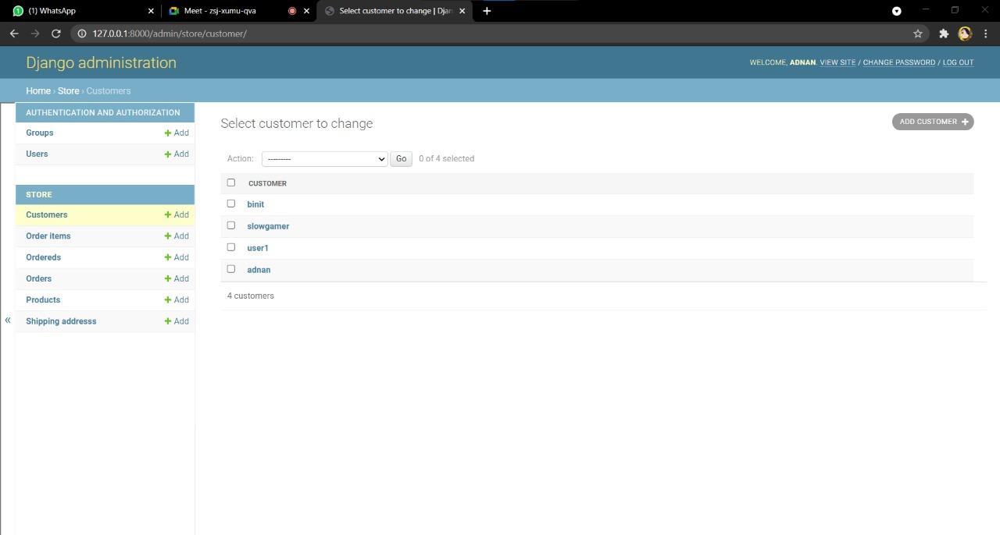 (1) WhatsApp
Meet - zsj-xumu-qva
Select customer to change | Djan
127.0.0.1:8000/admin/store/customer/
Django administration
WELCOME, ADNAN. VIEW SITE / CHANGE PASSWORD / LOG OUT
Home › Store › Customers
AUTHENTICATION AND AUTHORIZATION
Groups + Add
Users + Add
STORE
Customers + Add
Order items + Add
Ordereds + Add
Orders + Add
Products + Add
Shipping addresss + Add
«
Select customer to change
ADD CUSTOMER +
Action: --------- Go 0 of 4 selected
CUSTOMER
binit
slowgamer
user1
adnan
4 customers